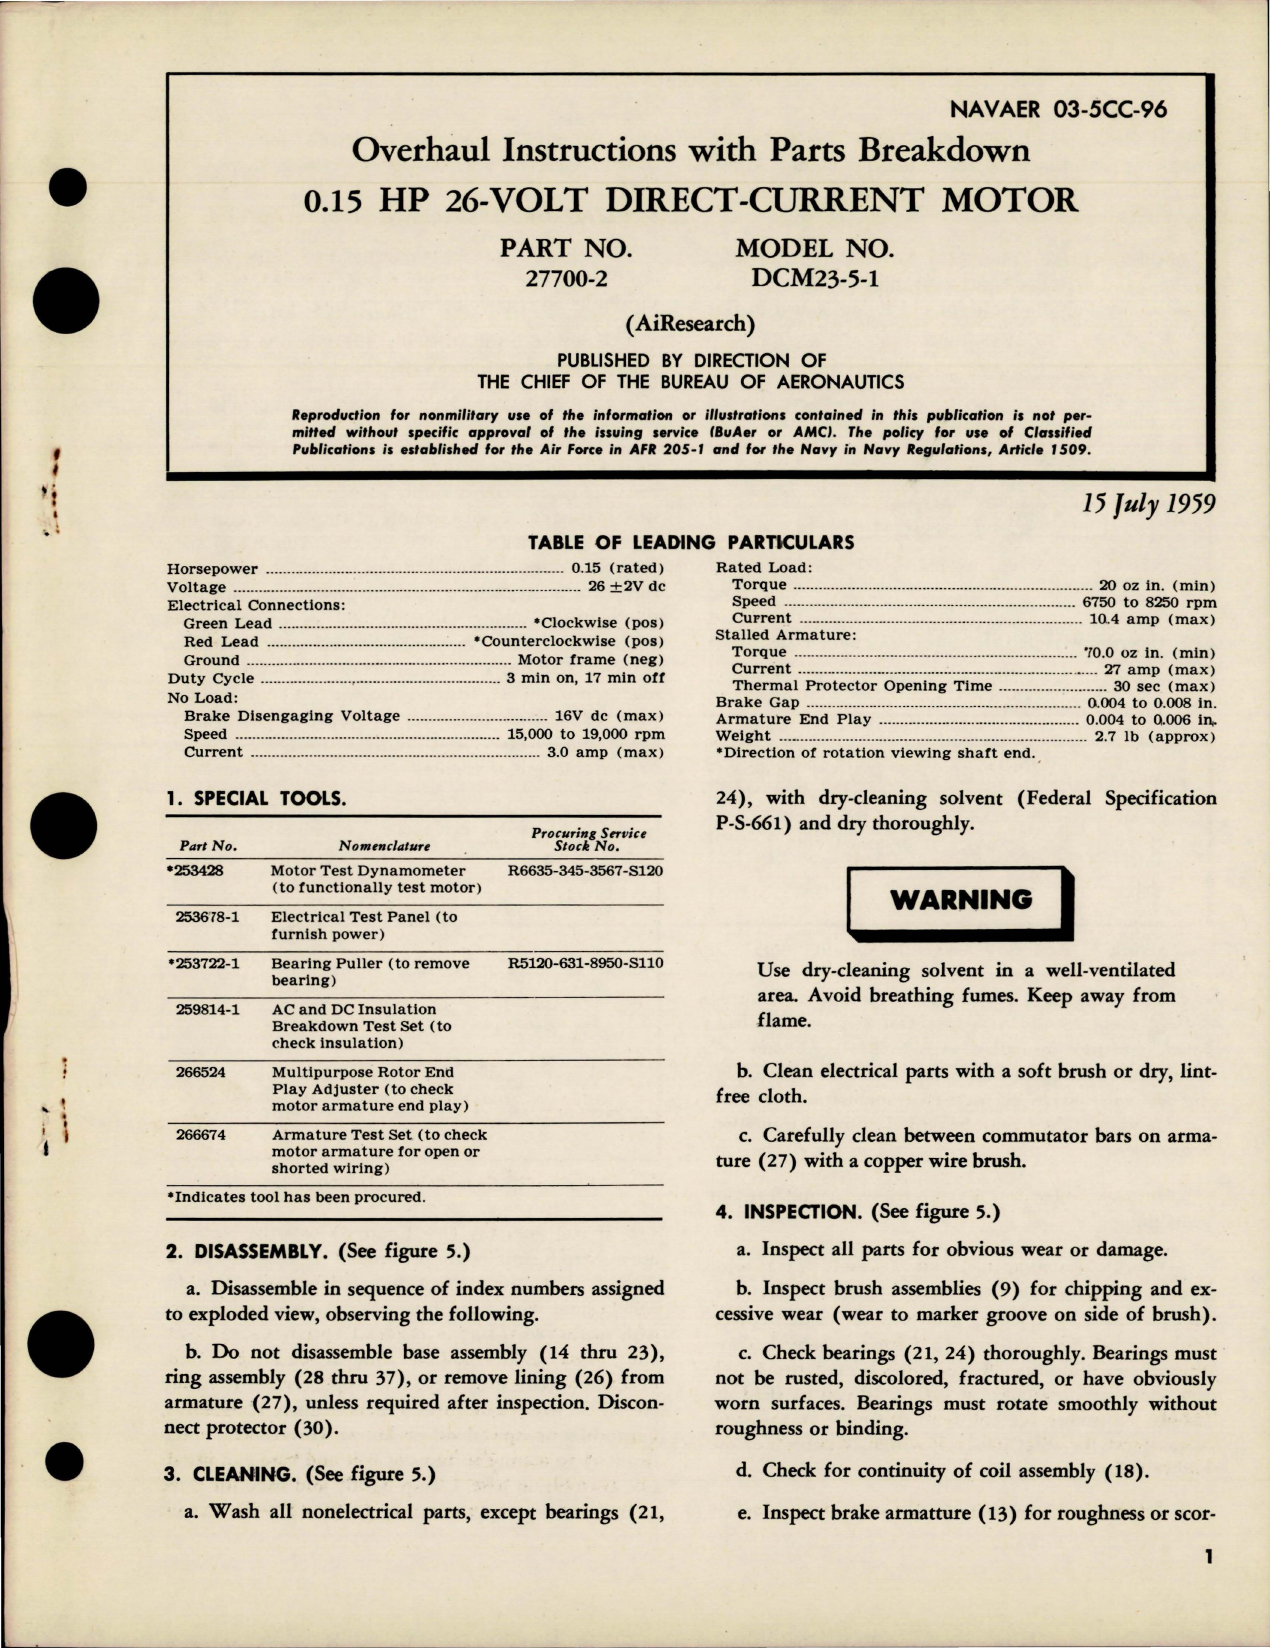 NAVAER 03-5CC-96
Overhaul Instructions with Parts Breakdown
0.15 HP 26-VOLT DIRECT-CURRENT MOTOR
PART NO. MODEL NO.
27700-2 DCM23-5-1
(AiResearch)
PUBLISHED BY DIRECTION OF
THE CHIEF OF THE BUREAU OF AERONAUTICS
Reproduction for nonmilitary use of the information or illustrations contained in this publication is not per-
mitted without specific approval of the issuing service (BuAer or AMC). The policy for use of Classified
Publications is established for the Air Force in AFR 205-1 and for the Navy in Navy Regulations, Article 1509.
15 July 1959
TABLE OF LEADING PARTICULARS
Horsepower 0.15 (rated)
Voltage 26 ±2V dc
Electrical Connections:
Green Lead *Clockwise (pos)
Red Lead *Counterclockwise (pos)
Ground Motor frame (neg)
Duty Cycle 3 min on, 17 min off
No Load:
Brake Disengaging Voltage 16V dc (max)
Speed 15,000 to 19,000 rpm
Current 3.0 amp (max)
Rated Load:
Torque 20 oz in. (min)
Speed 6750 to 8250 rpm
Current 10.4 amp (max)
Stalled Armature:
Torque 70.0 oz in. (min)
Current 27 amp (max)
Thermal Protector Opening Time 30 sec (max)
Brake Gap 0.004 to 0.008 in.
Armature End Play 0.004 to 0.006 in.
Weight 2.7 lb (approx)
*Direction of rotation viewing shaft end.
1. SPECIAL TOOLS.
Part No. Nomenclature Procuring Service
Stock No.
*253428 Motor Test Dynamometer R6635-345-3567-S120
(to functionally test motor)
253678-1 Electrical Test Panel (to
furnish power)
*253722-1 Bearing Puller (to remove R5120-631-8950-S110
bearing)
259814-1 AC and DC Insulation
Breakdown Test Set (to
check insulation)
266524 Multipurpose Rotor End
Play Adjuster (to check
motor armature end play)
266674 Armature Test Set (to check
motor armature for open or
shorted wiring)
*Indicates tool has been procured.
2. DISASSEMBLY. (See figure 5.)
a. Disassemble in sequence of index numbers assigned
to exploded view, observing the following.
b. Do not disassemble base assembly (14 thru 23),
ring assembly (28 thru 37), or remove lining (26) from
armature (27), unless required after inspection. Discon-
nect protector (30).
3. CLEANING. (See figure 5.)
a. Wash all nonelectrical parts, except bearings (21,
24), with dry-cleaning solvent (Federal Specification
P-S-661) and dry thoroughly.
WARNING
Use dry-cleaning solvent in a well-ventilated
area. Avoid breathing fumes. Keep away from
flame.
b. Clean electrical parts with a soft brush or dry, lint-
free cloth.
c. Carefully clean between commutator bars on arma-
ture (27) with a copper wire brush.
4. INSPECTION. (See figure 5.)
a. Inspect all parts for obvious wear or damage.
b. Inspect brush assemblies (9) for chipping and ex-
cessive wear (wear to marker groove on side of brush).
c. Check bearings (21, 24) thoroughly. Bearings must
not be rusted, discolored, fractured, or have obviously
worn surfaces. Bearings must rotate smoothly without
roughness or binding.
d. Check for continuity of coil assembly (18).
e. Inspect brake armatture (13) for roughness or scor-
1